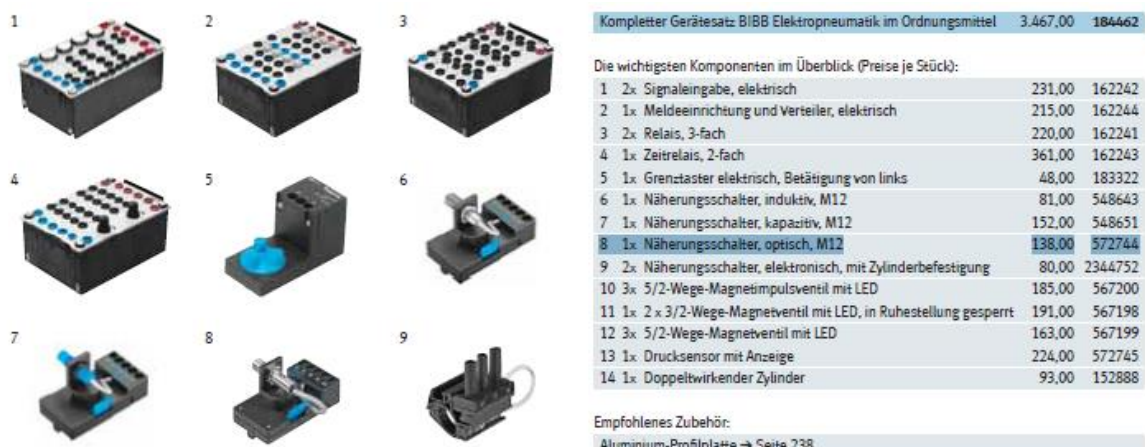 1
2
3
4
5
6
7
8
9
Kompletter Gerätesatz BIBB Elektropneumatik im Ordnungsmittel 3.467,00 184462
Die wichtigsten Komponenten im Überblick (Preise je Stück):
1 2x Signaleingabe, elektrisch 231,00 162242
2 1x Meldeeinrichtung und Verteiler, elektrisch 215,00 162244
3 2x Relais, 3-fach 220,00 162241
4 1x Zeitrelais, 2-fach 361,00 162243
5 1x Grenztaster elektrisch, Betätigung von links 48,00 183322
6 1x Näherungsschalter, induktiv, M12 81,00 548643
7 1x Näherungsschalter, kapazitiv, M12 152,00 548651
8 1x Näherungsschalter, optisch, M12 138,00 572744
9 2x Näherungsschalter, elektronisch, mit Zylinderbefestigung 80,00 2344752
10 3x 5/2-Wege-Magnetimpulsventil mit LED 185,00 567200
11 1x 2 x 3/2-Wege-Magnetventil mit LED, in Ruhestellung gesperrt 191,00 567198
12 3x 5/2-Wege-Magnetventil mit LED 163,00 567199
13 1x Drucksensor mit Anzeige 224,00 572745
14 1x Doppeltwirkender Zylinder 93,00 152888
Empfohlenes Zubehör:
Aluminium-Profilplatte → Seite 238